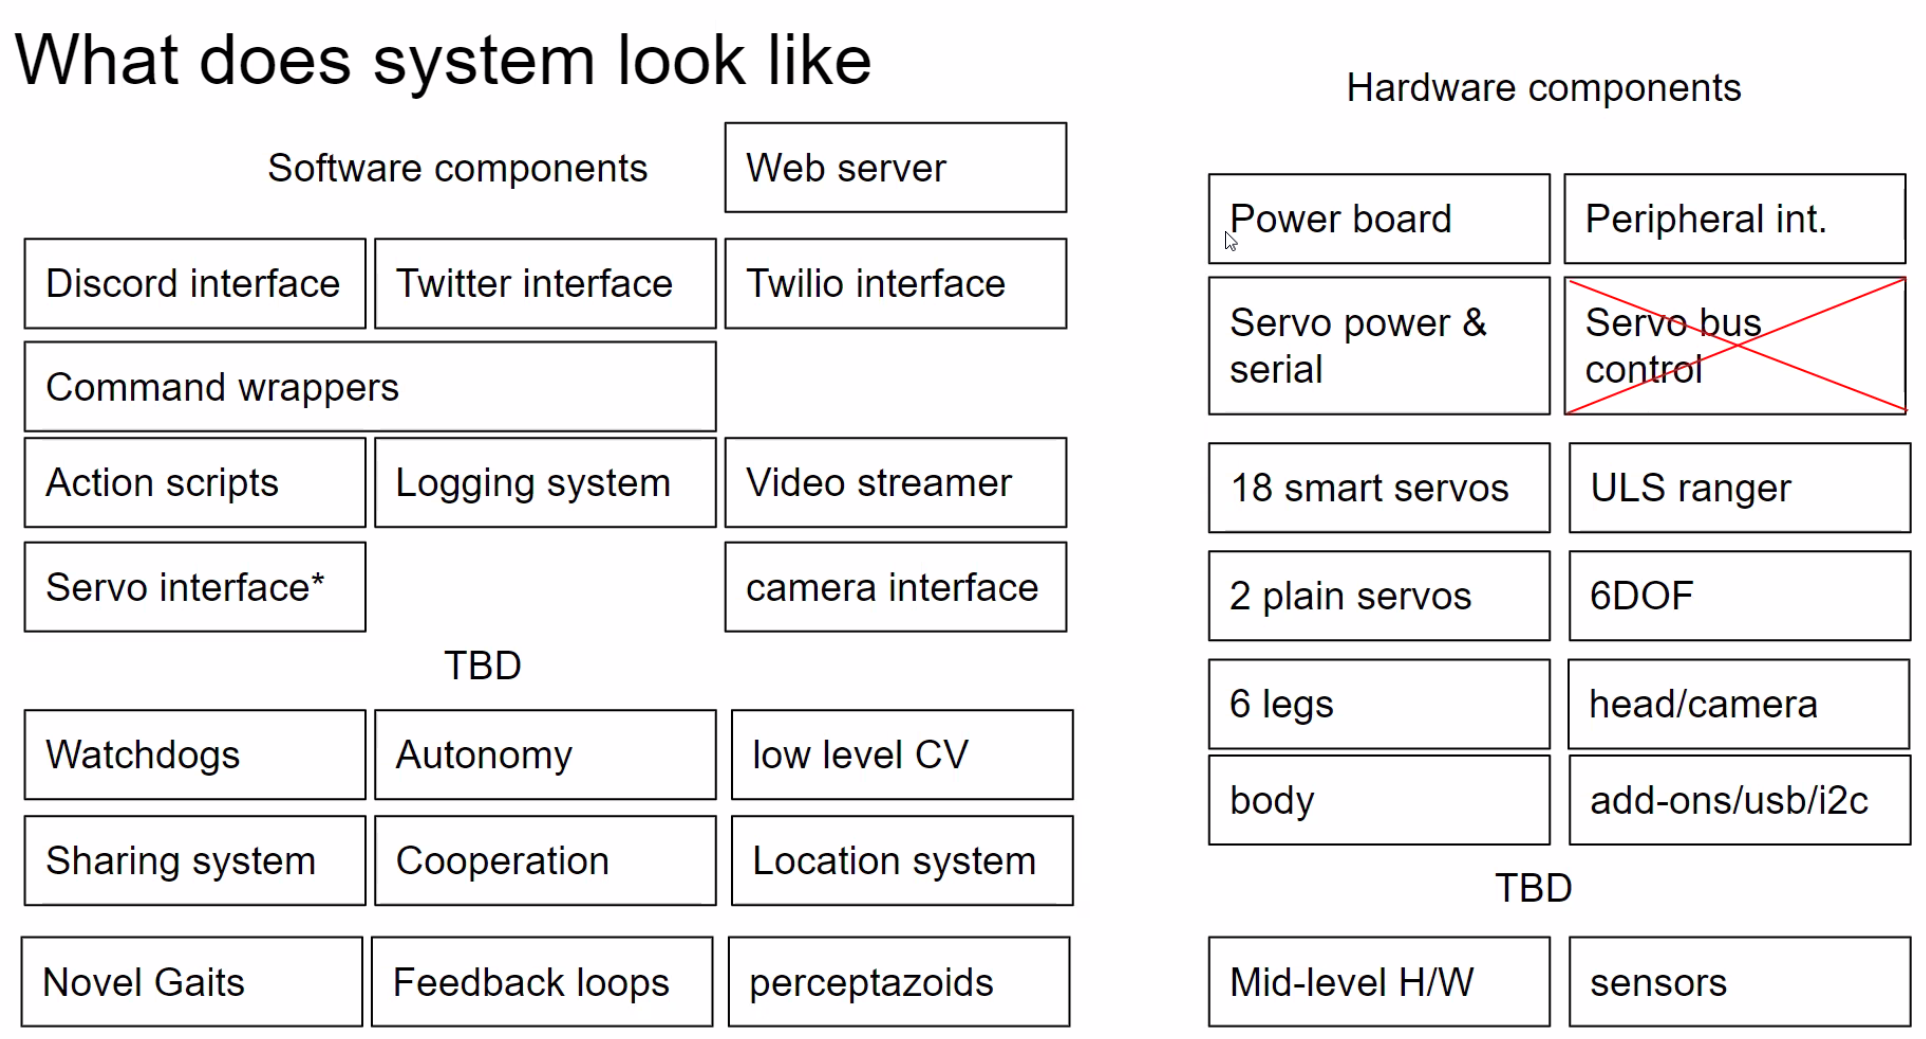 What does system look like
Software components
Web server
Discord interface
Twitter interface
Twilio interface
Command wrappers
Action scripts
Logging system
Video streamer
Servo interface*
camera interface
TBD
Watchdogs
Autonomy
low level CV
Sharing system
Cooperation
Location system
Novel Gaits
Feedback loops
perceptazoids
Hardware components
Power board
Peripheral int.
Servo power &
serial
Servo bus
control
18 smart servos
ULS ranger
2 plain servos
6DOF
6 legs
head/camera
body
add-ons/usb/i2c
TBD
Mid-level H/W
sensors